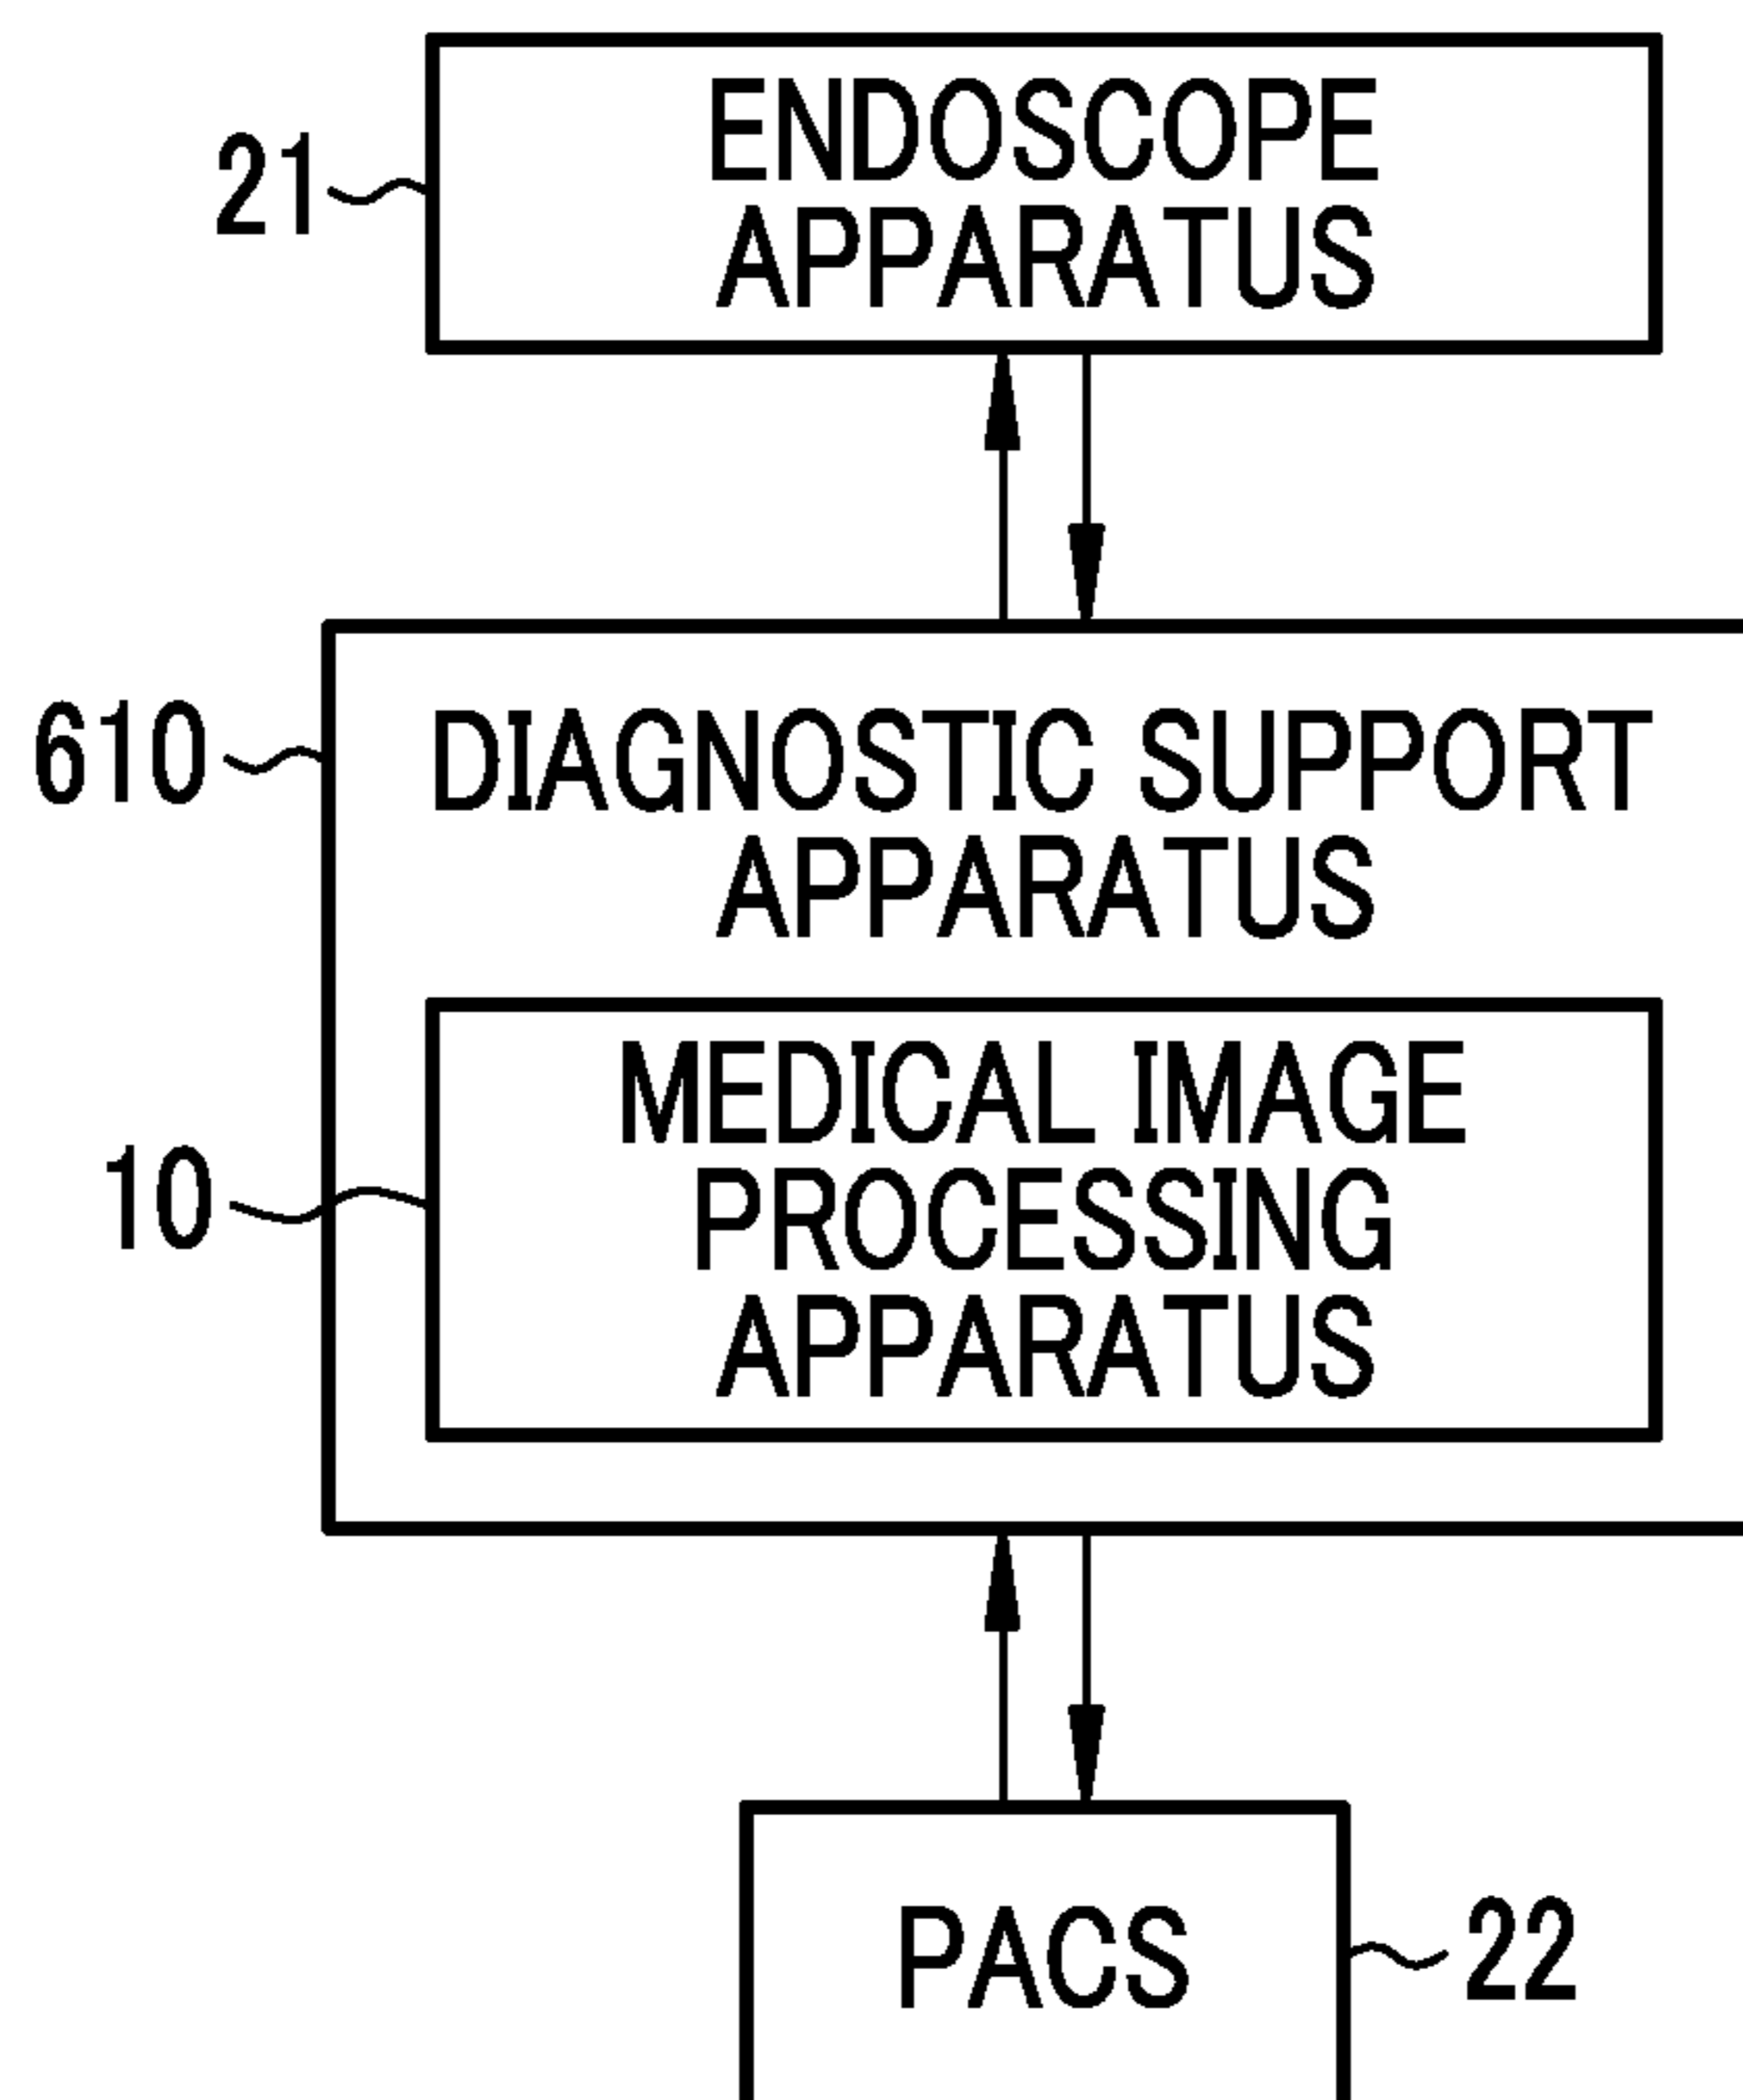 21
ENDOSCOPE
APPARATUS
610
DIAGNOSTIC SUPPORT
APPARATUS
10
MEDICAL IMAGE
PROCESSING
APPARATUS
PACS
22